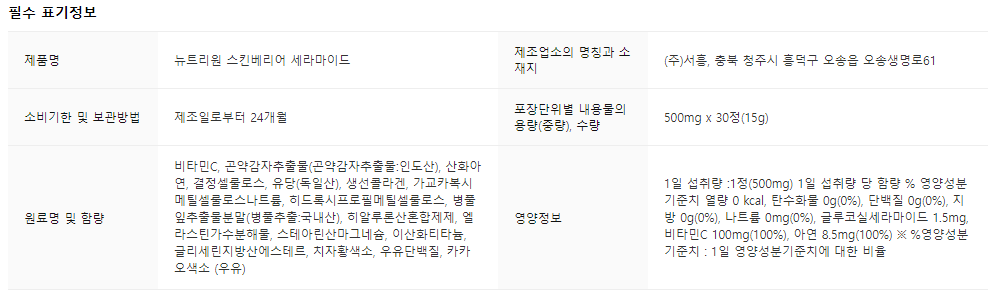 필수 표기정보
제품명
뉴트리원 스킨베리어 세라마이드
제조업소의 명칭과 소
재지
(주)서흥, 충북 청주시 흥덕구 오송읍 오송생명로61
소비기한 및 보관방법
제조일로부터 24개월
포장단위별 내용물의
용량(중량), 수량
500mg x 30정(15g)
원료명 및 함량
비타민C, 곤약감자추출물(곤약감자추출물:인도산), 산화아
연, 결정셀룰로스, 유당(독일산), 생선콜라겐, 가교카복시
메틸셀룰로스나트륨, 히드록시프로필메틸셀룰로스, 병풀
잎추출물분말(병풀추출:국내산), 히알루론산혼합제제, 엘
라스틴가수분해물, 스테아린산마그네슘, 이산화티타늄,
글리세린지방산에스테르, 치자황색소, 우유단백질, 카카
오색소 (우유)
영양정보
1일 섭취량 :1정(500mg) 1일 섭취량 당 함량 % 영양성분
기준치 열량 0 kcal, 탄수화물 0g(0%), 단백질 0g(0%), 지
방 0g(0%), 나트륨 0mg(0%), 글루코실세라마이드 1.5mg,
비타민C 100mg(100%), 아연 8.5mg(100%) ※ %영양성분
기준치 : 1일 영양성분기준치에 대한 비율